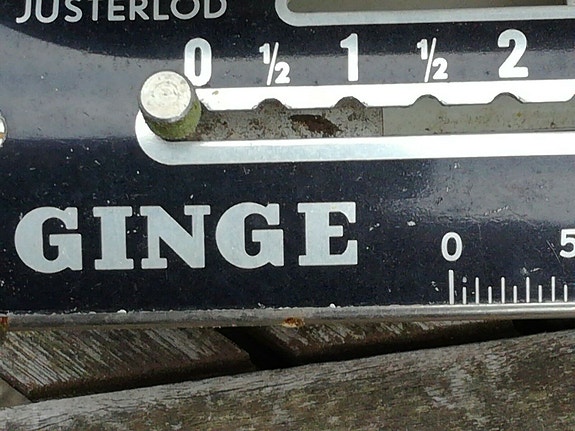 JUSTERLOD
0 ½ 1 ½ 2
GINGE
0 5